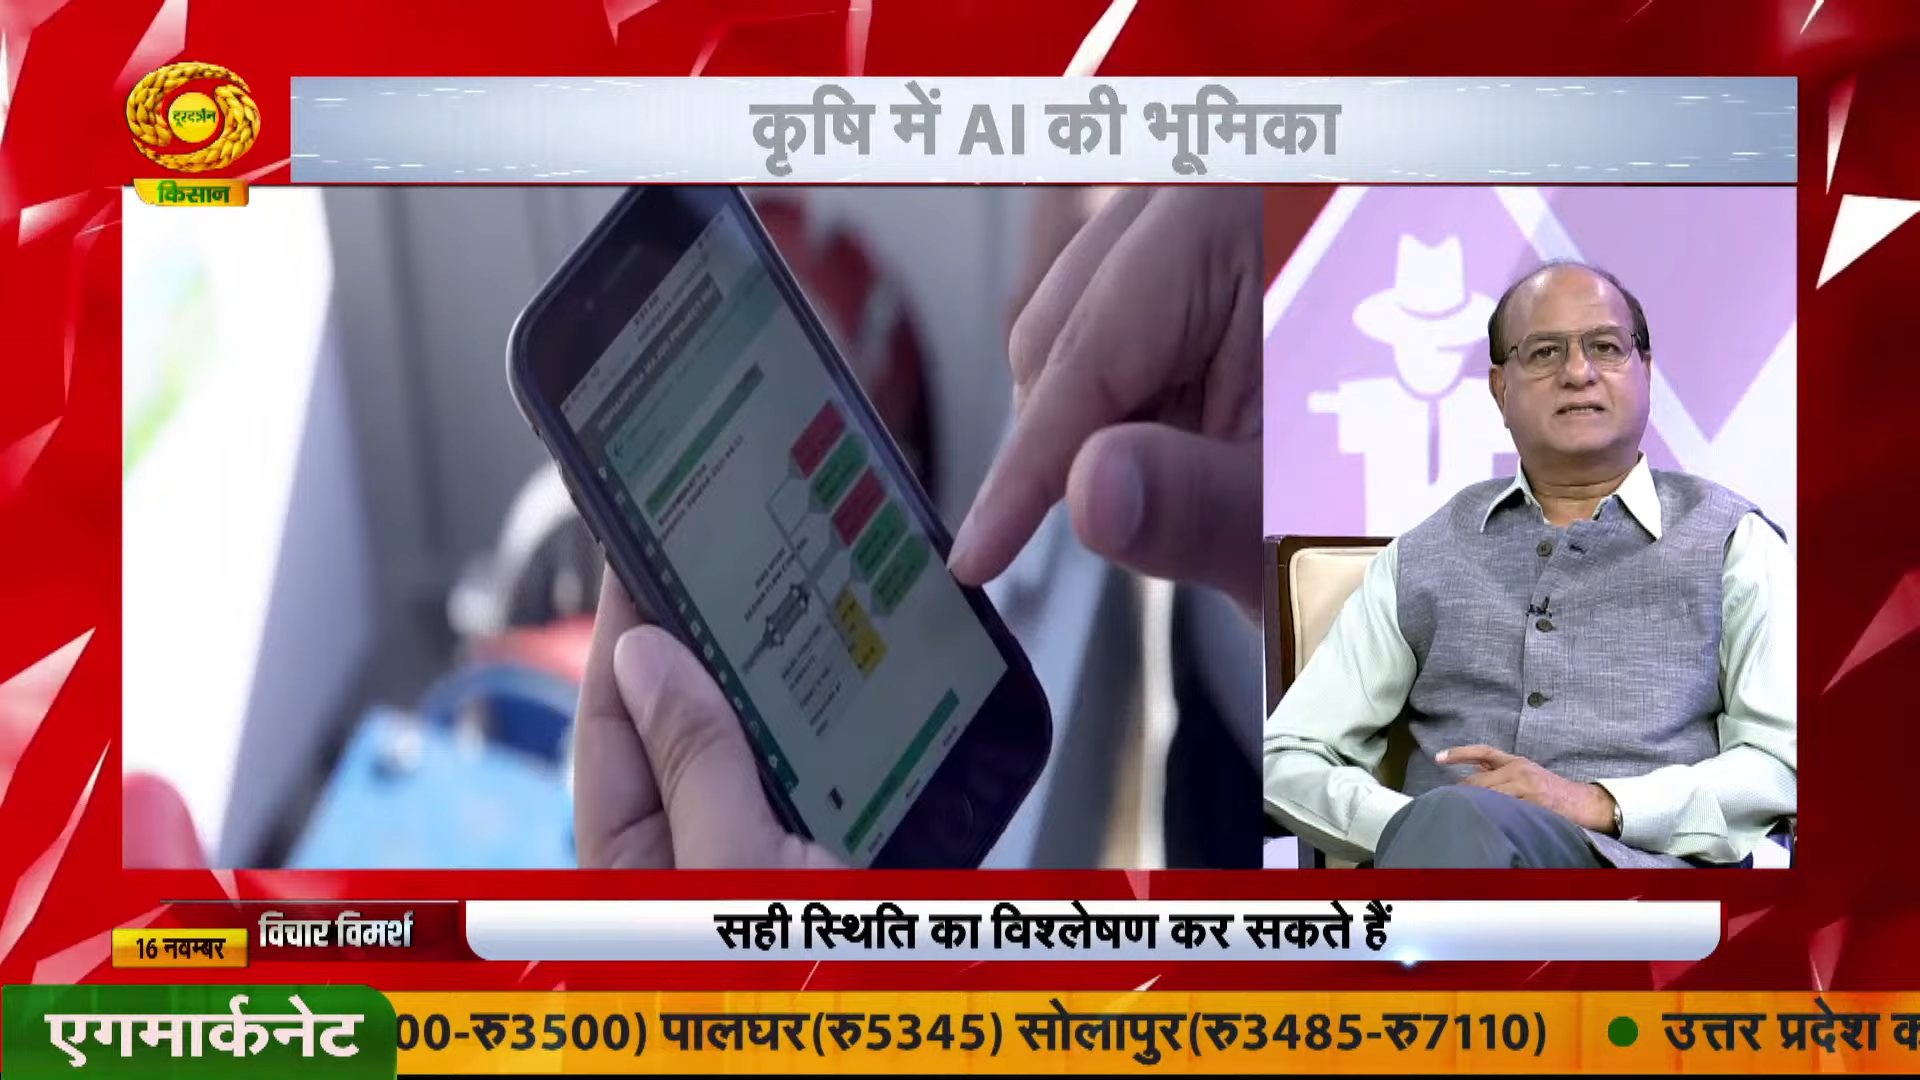 दूरदर्शन
किसान
कृषि में AI की भूमिका
विचार विमर्श
16 नवम्बर
सही स्थिति का विश्लेषण कर सकते हैं
एगमार्कनेट
00-रु3500) पालघर(रु5345) सोलापुर(रु3485-रु7110) ● उत्तर प्रदेश